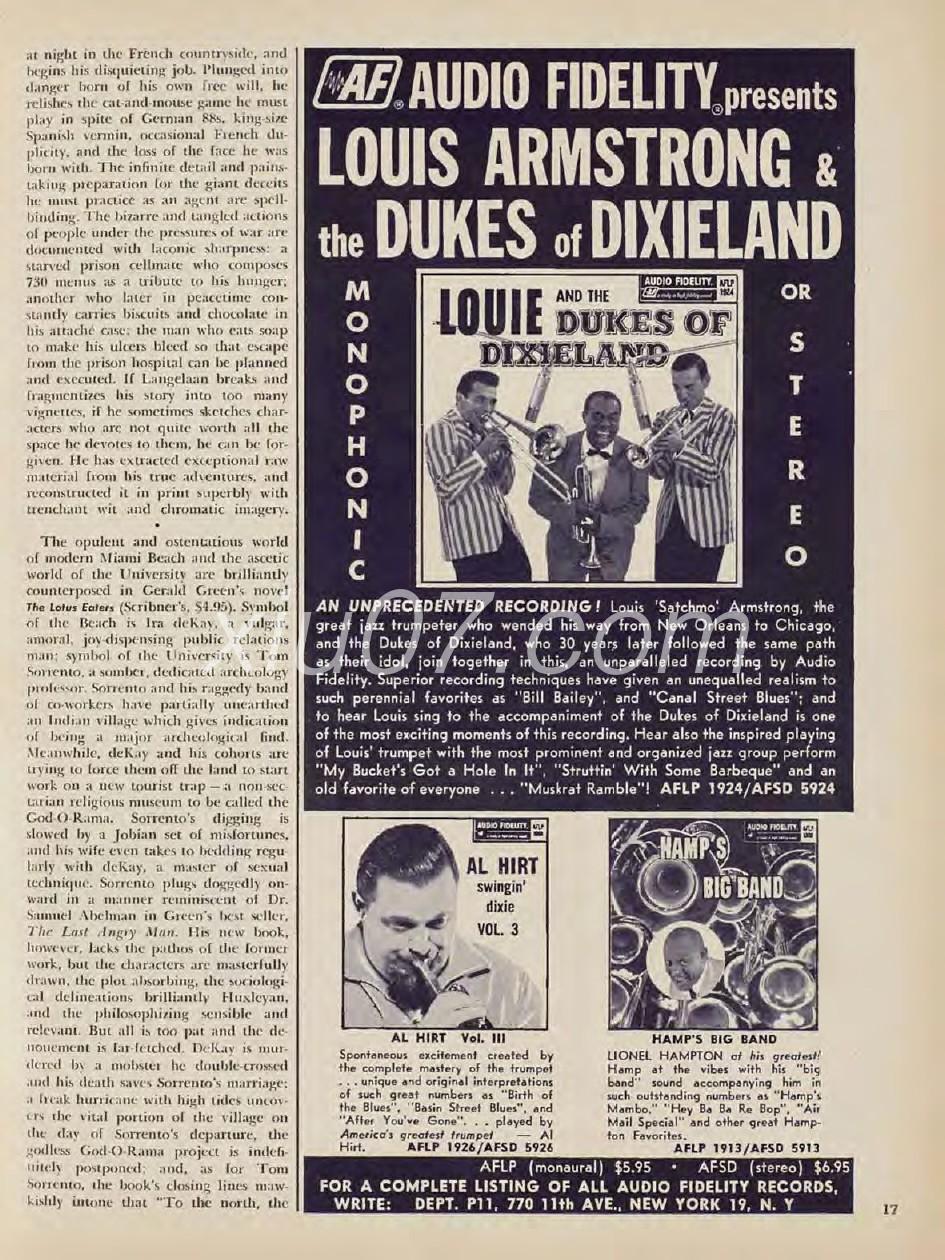 at night in the French countryside, and
begins his disquieting job. Plunged into
danger born of his own free will, he
relishes the cat-and-mouse game he must
play in spite of German 88s, king-size
Spanish vermin, occasional French du-
plicity, and the loss of the face he was
born with. The infinite detail and pains-
taking preparation for the giant deceits
he must practice as an agent are spell-
binding. The bizarre and tangled actions
of people under the pressures of war are
documented with laconic sharpness: a
starved prison cellmate who composes
730 menus as a tribute to his hunger;
another who later in peacetime con-
stantly carries biscuits and chocolate in
his attaché case; the man who eats soap
to make his ulcers bleed so that escape
from the prison hospital can be planned
and executed. If Langelaan breaks and
fragmentizes his story into too many
vignettes, if he sometimes sketches char-
acters who are not quite worth all the
space he devotes to them, he can be for-
given. He has extracted exceptional raw
material from his true adventures, and
reconstructed it in print superbly with
trenchant wit and chromatic imagery.
•
The opulent and ostentatious world
of modern Miami Beach and the ascetic
world of the University are brilliantly
counterposed in Gerald Green's novel
The Lotus Eaters (Scribner's, $4.95). Symbol
of the Beach is Ira deKay, a vulgar,
amoral, joy-dispensing public relations
man; symbol of the University is Tom
Sorrento, a somber, dedicated archeology
professor. Sorrento and his raggedy band
of co-workers have partially unearthed
an Indian village which gives indication
of being a major archeological find.
Meanwhile, deKay and his cohorts are
trying to force them off the land to start
work on a new tourist trap — a non-sec-
tarian religious museum to be called the
God-O-Rama. Sorrento's digging is
slowed by a Jobian set of misfortunes,
and his wife even takes to bedding regu-
larly with deKay, a master of sexual
technique. Sorrento plugs doggedly on-
ward in a manner reminiscent of Dr.
Samuel Abelman in Green's best seller,
The Last Angry Man. His new book,
however, lacks the pathos of the former
work, but the characters are masterfully
drawn, the plot absorbing, the sociologi-
cal delineations brilliantly Huxleyan,
and the philosophizing sensible and
relevant. But all is too pat and the de-
nouement is far-fetched. DeKay is mur-
dered by a mobster he double-crossed
and his death saves Sorrento's marriage;
a freak hurricane with high tides uncov-
ers the vital portion of the village on
the day of Sorrento's departure, the
godless God-O-Rama project is indefi-
nitely postponed; and, as for Tom
Sorrento, the book's closing lines maw-
kishly intone that "To the north, the
AF® AUDIO FIDELITY® presents
LOUIS ARMSTRONG &
the DUKES of DIXIELAND
MONOPHONIC
OR STEREO
AUDIO FIDELITY. AFLP
1924
LOUIE AND THE
DUKES OF
DIXIELAND
AN UNPRECEDENTED RECORDING! Louis 'Satchmo' Armstrong, the
great jazz trumpeter who wended his way from New Orleans to Chicago,
and the Dukes of Dixieland, who 30 years later followed the same path
as their idol, join together in this, an unparalleled recording by Audio
Fidelity. Superior recording techniques have given an unequalled realism to
such perennial favorites as "Bill Bailey", and "Canal Street Blues"; and
to hear Louis sing to the accompaniment of the Dukes of Dixieland is one
of the most exciting moments of this recording. Hear also the inspired playing
of Louis' trumpet with the most prominent and organized jazz group perform
"My Bucket's Got a Hole In It", "Struttin' With Some Barbeque" and an
old favorite of everyone . . . "Muskrat Ramble"! AFLP 1924/AFSD 5924
xiu07.com
AUDIO FIDELITY. AFLP
AL HIRT
swingin'
dixie
VOL. 3
AL HIRT Vol. III
Spontaneous excitement created by
the complete mastery of the trumpet
. . . unique and original interpretations
of such great numbers as "Birth of
the Blues", "Basin Street Blues", and
"After You've Gone". . . played by
America's greatest trumpet — Al
Hirt. AFLP 1926/AFSD 5926
AUDIO FIDELITY.
HAMP'S
BIG BAND
HAMP'S BIG BAND
LIONEL HAMPTON at his greatest!
Hamp at the vibes with his "big
band" sound accompanying him in
such outstanding numbers as "Hamp's
Mambo," "Hey Ba Ba Re Bop", "Air
Mail Special" and other great Hamp-
ton Favorites.
AFLP 1913/AFSD 5913
AFLP (monaural) $5.95 • AFSD (stereo) $6.95
FOR A COMPLETE LISTING OF ALL AUDIO FIDELITY RECORDS,
WRITE: DEPT. P11, 770 11th AVE., NEW YORK 19, N. Y
17